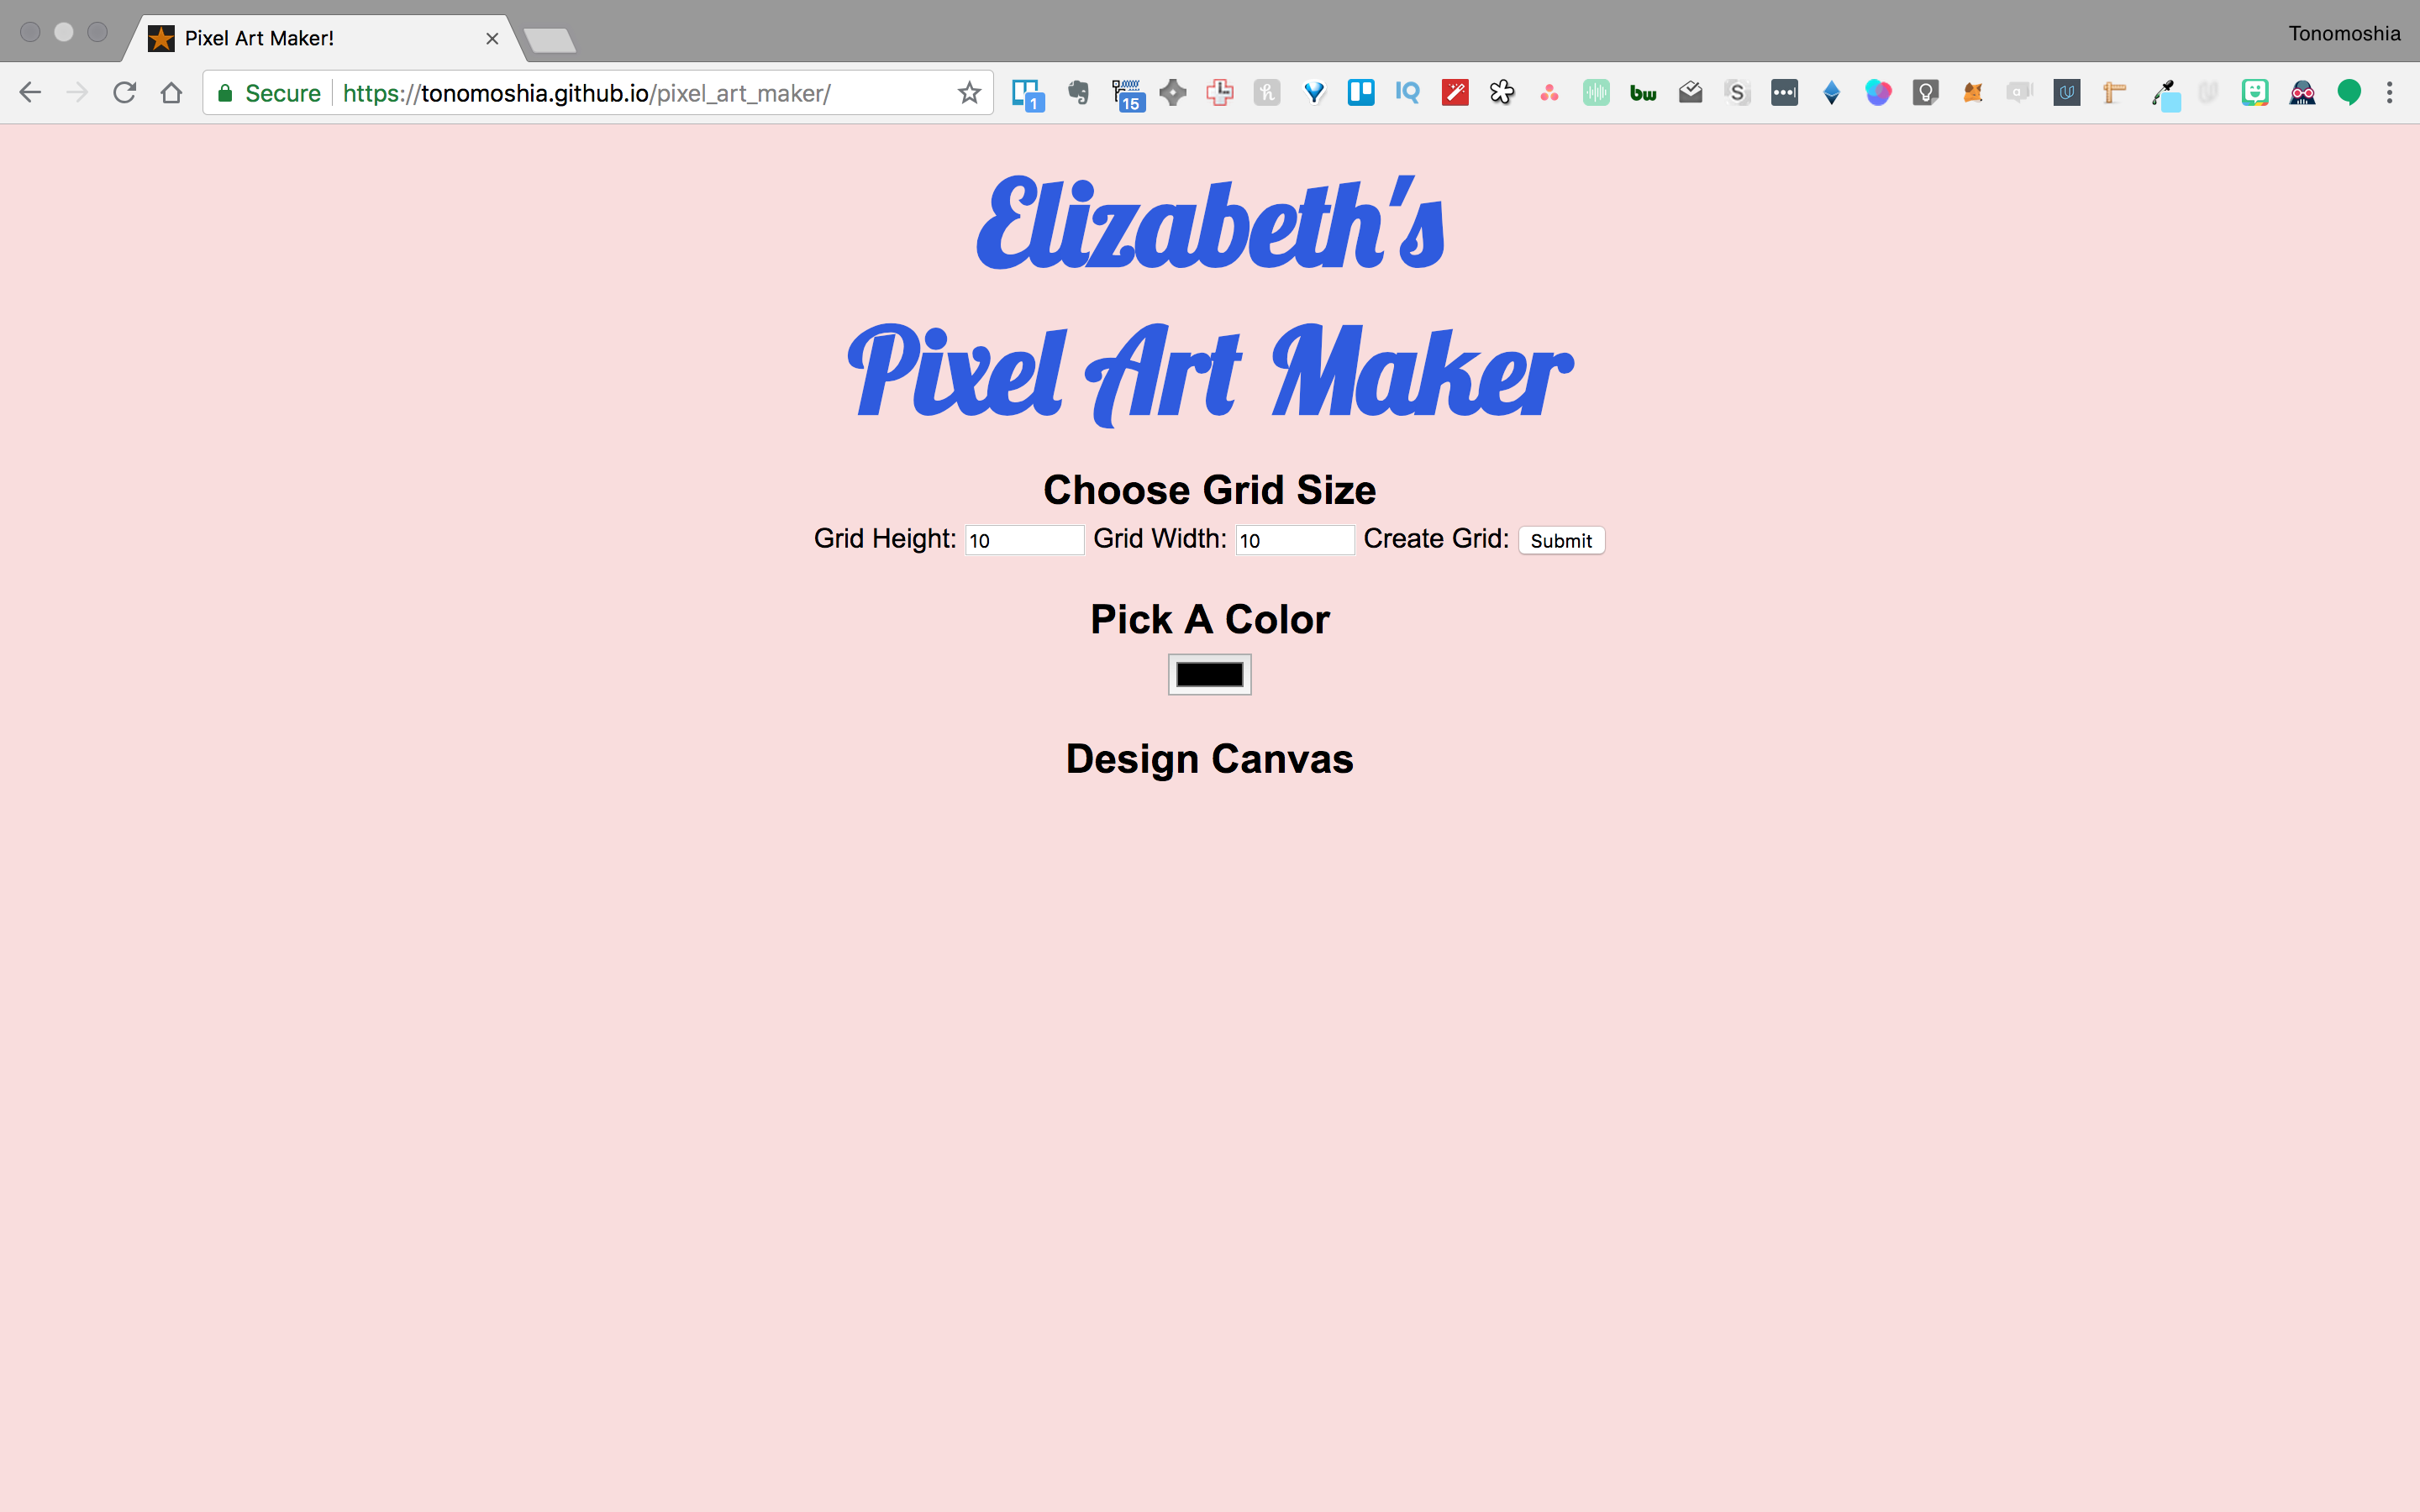 Pixel Art Maker!
Tonomoshia
Secure https://tonomoshia.github.io/pixel_art_maker/
1 15 IQ bw S a
Elizabeth's
Pixel Art Maker
Choose Grid Size
Grid Height: 10 Grid Width: 10 Create Grid: Submit
Pick A Color
Design Canvas